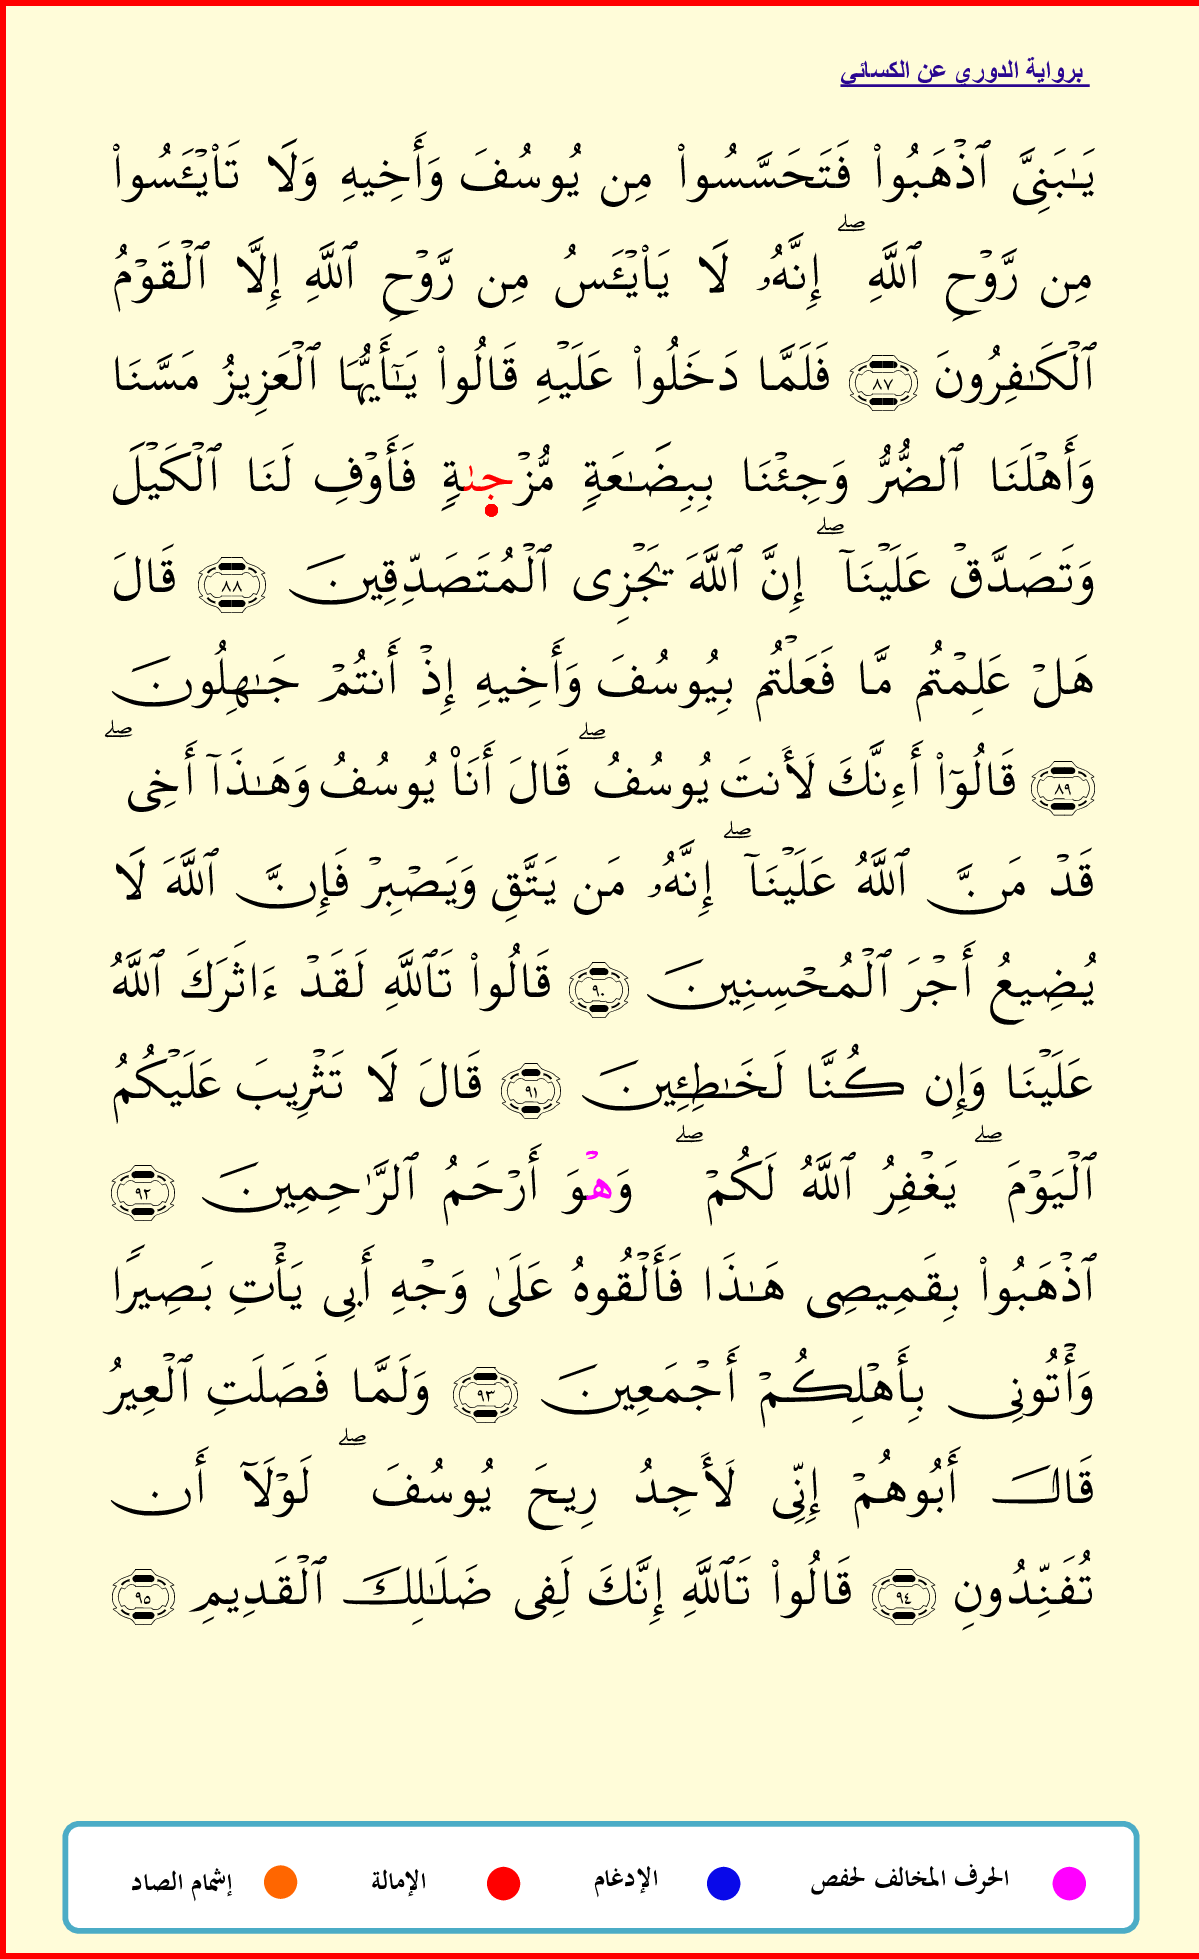 برواية الدوري عن الكسائي
يَـٰبَنِىَّ ٱذۡهَبُوا۟ فَتَحَسَّسُوا۟ مِن يُوسُفَ وَأَخِيهِ وَلَا تَا۟يۡـَٔسُوا۟
مِن رَّوۡحِ ٱللَّهِۖ إِنَّهُۥ لَا يَا۟يۡـَٔسُ مِن رَّوۡحِ ٱللَّهِ إِلَّا ٱلۡقَوۡمُ
ٱلۡكَـٰفِرُونَ ٨٧ فَلَمَّا دَخَلُوا۟ عَلَيۡهِ قَالُوا۟ يَـٰٓأَيُّهَا ٱلۡعَزِيزُ مَسَّنَا
وَأَهۡلَنَا ٱلضُّرُّ وَجِئۡنَا بِبِضَـٰعَةٍ مُّزۡجىٰةٍ فَأَوۡفِ لَنَا ٱلۡكَيۡلَ
وَتَصَدَّقۡ عَلَيۡنَآۖ إِنَّ ٱللَّهَ يَجۡزِى ٱلۡمُتَصَدِّقِينَ ٨٨ قَالَ
هَلۡ عَلِمۡتُم مَّا فَعَلۡتُم بِيُوسُفَ وَأَخِيهِ إِذۡ أَنتُمۡ جَـٰهِلُونَ
٨٩ قَالُوٓا۟ أَءِنَّكَ لَأَنتَ يُوسُفُۖ قَالَ أَنَا۠ يُوسُفُ وَهَـٰذَآ أَخِىۖ
قَدۡ مَنَّ ٱللَّهُ عَلَيۡنَآۖ إِنَّهُۥ مَن يَتَّقِ وَيَصۡبِرۡ فَإِنَّ ٱللَّهَ لَا
يُضِيعُ أَجۡرَ ٱلۡمُحۡسِنِينَ ٩٠ قَالُوا۟ تَٱللَّهِ لَقَدۡ ءَاثَرَكَ ٱللَّهُ
عَلَيۡنَا وَإِن كُنَّا لَخَـٰطِـِٔينَ ٩١ قَالَ لَا تَثۡرِيبَ عَلَيۡكُمُ
ٱلۡيَوۡمَۖ يَغۡفِرُ ٱللَّهُ لَكُمۡۖ وَهۡوَ أَرۡحَمُ ٱلرَّٰحِمِينَ ٩٢
ٱذۡهَبُوا۟ بِقَمِيصِى هَـٰذَا فَأَلۡقُوهُ عَلَىٰ وَجۡهِ أَبِى يَأۡتِ بَصِيرًا
وَأۡتُونِى بِأَهۡلِكُمۡ أَجۡمَعِينَ ٩٣ وَلَمَّا فَصَلَتِ ٱلۡعِيرُ
قَالَ أَبُوهُمۡ إِنِّى لَأَجِدُ رِيحَ يُوسُفَۖ لَوۡلَآ أَن
تُفَنِّدُونِ ٩٤ قَالُوا۟ تَٱللَّهِ إِنَّكَ لَفِى ضَلَـٰلِكَ ٱلۡقَدِيمِ ٩٥
الحرف المخالف لحفص الإدغام الإمالة إشمام الصاد